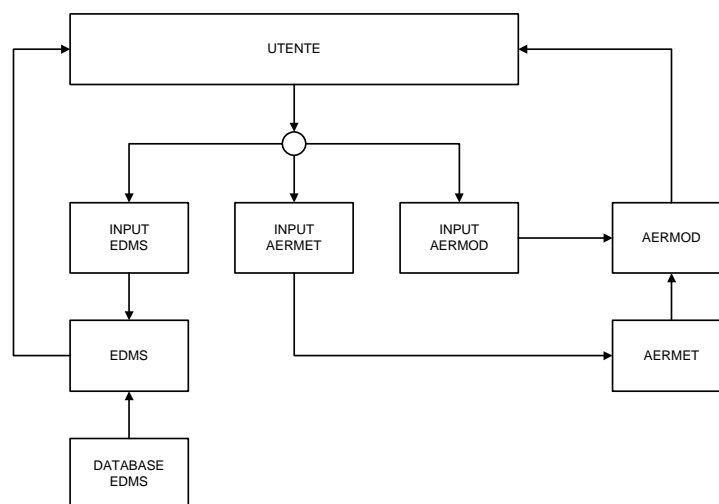 UTENTE
INPUT
EDMS
INPUT
AERMET
INPUT
AERMOD
AERMOD
EDMS
AERMET
DATABASE
EDMS